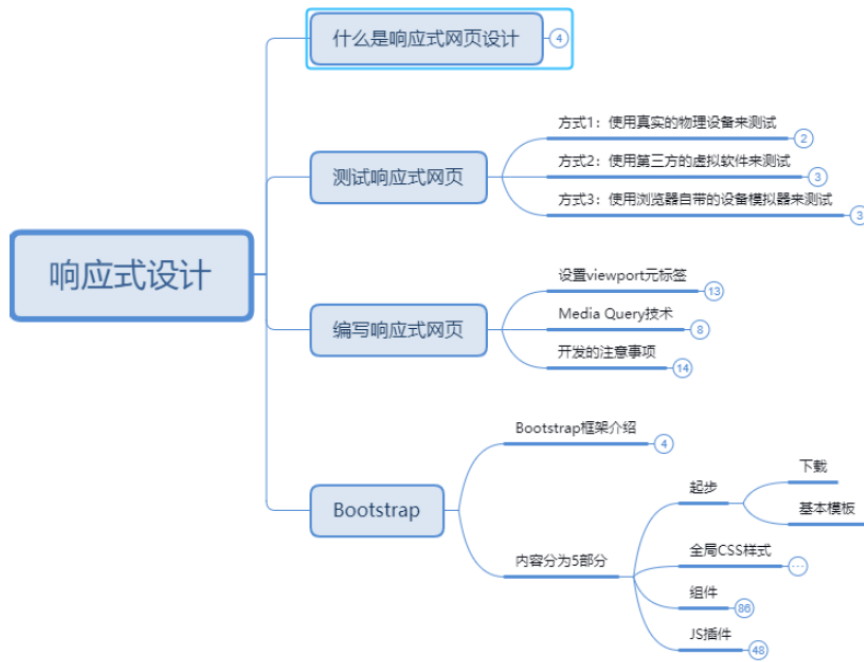 什么是响应式网页设计 4
方式1：使用真实的物理设备来测试 2
方式2：使用第三方的虚拟软件来测试 3
测试响应式网页
方式3：使用浏览器自带的设备模拟器来测试 3
响应式设计
设置viewport元标签 13
Media Query技术 8
编写响应式网页
开发的注意事项 14
Bootstrap框架介绍 4
下载
起步
基本模板
Bootstrap
全局CSS样式 ...
内容分为5部分
组件 86
JS插件 48